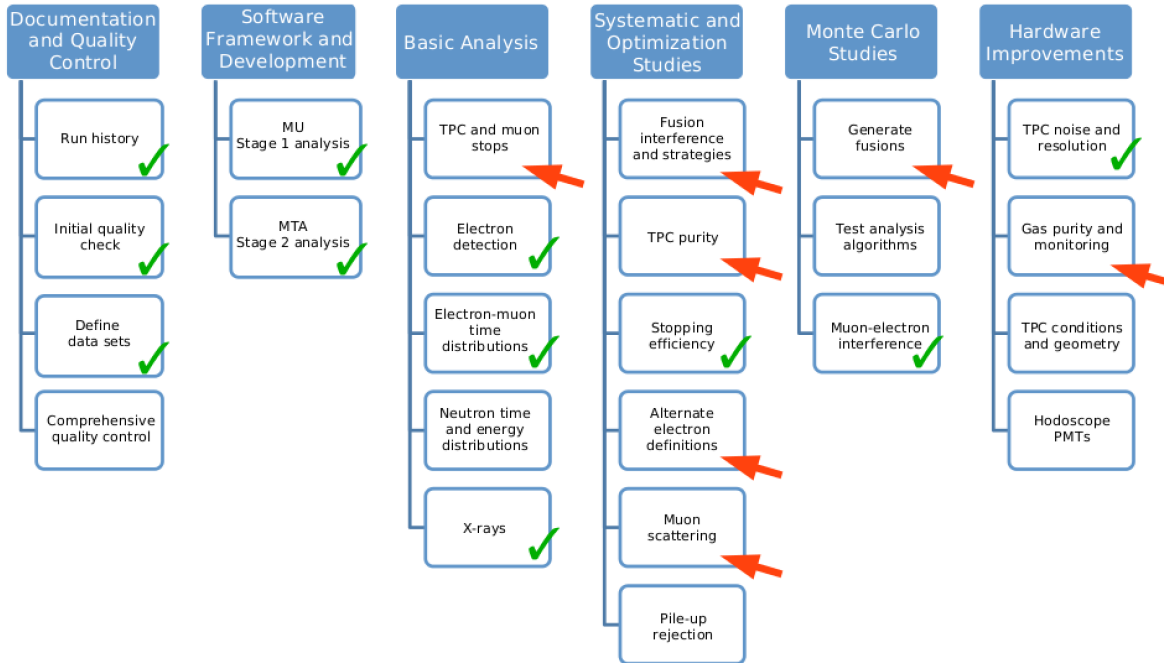 Documentation
and Quality
Control
Run history
Initial quality
check
Define
data sets
Comprehensive
quality control
Software
Framework and
Development
MU
Stage 1 analysis
MTA
Stage 2 analysis
Basic Analysis
TPC and muon
stops
Electron
detection
Electron-muon
time
distributions
Neutron time
and energy
distributions
X-rays
Systematic and
Optimization
Studies
Fusion
interference
and strategies
TPC purity
Stopping
efficiency
Alternate
electron
definitions
Muon
scattering
Pile-up
rejection
Monte Carlo
Studies
Generate
fusions
Test analysis
algorithms
Muon-electron
interference
Hardware
Improvements
TPC noise and
resolution
Gas purity and
monitoring
TPC conditions
and geometry
Hodoscope
PMTs